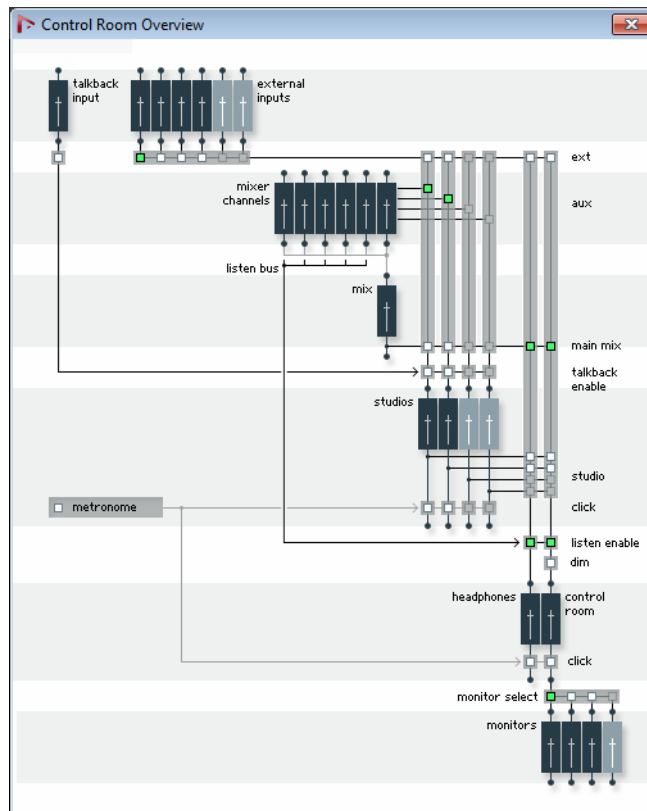 Control Room Overview
talkback
input
external
inputs
ext
mixer
channels
aux
listen bus
mix
main mix
talkback
enable
studios
studio
metronome
click
listen enable
dim
headphones
control
room
click
monitor select
monitors